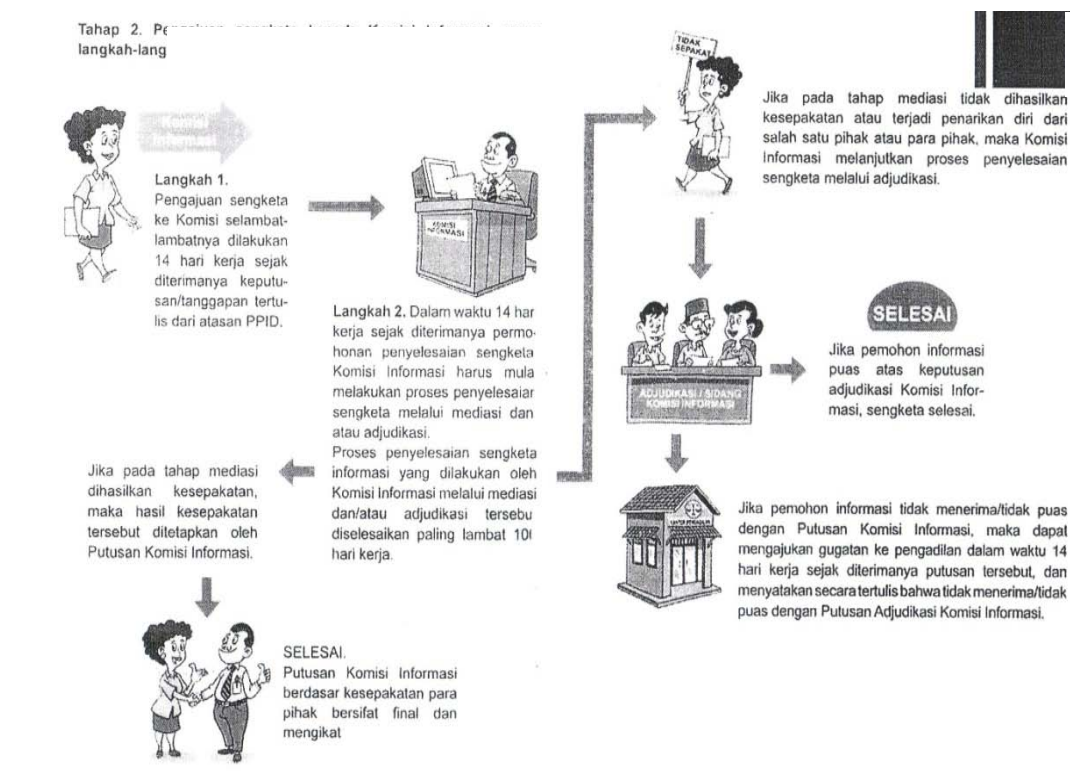 Tahap 2.
langkah-lang
Langkah 1.
Pengajuan sengketa
ke Komisi selambat-
lambatnya dilakukan
14 hari kerja sejak
diterimanya keputu-
san/tanggapan tertu-
lis dari atasan PPID.
KOMISI
INFORMASI
Langkah 2. Dalam waktu 14 har
kerja sejak diterimanya permo-
honan penyelesaian sengketa
Komisi Informasi harus mula
melakukan proses penyelesaiar
sengketa melalui mediasi dan
atau adjudikasi.
Proses penyelesaian sengketa
informasi yang dilakukan oleh
Komisi Informasi melalui mediasi
dan/atau adjudikasi tersebu
diselesaikan paling lambat 10
hari kerja.
Jika pada tahap mediasi
dihasilkan kesepakatan,
maka hasil kesepakatan
tersebut ditetapkan oleh
Putusan Komisi Informasi.
SELESAI.
Putusan Komisi Informasi
berdasar kesepakatan para
pihak bersifat final dan
mengikat
TIDAK
SEPAKAT
Jika pada tahap mediasi tidak dihasilkan
kesepakatan atau terjadi penarikan diri dari
salah satu pihak atau para pihak, maka Komisi
Informasi melanjutkan proses penyelesaian
sengketa melalui adjudikasi.
ADJUDIKASI / SIDANG
KOMISI INFORMASI
SELESAI
Jika pemohon informasi
puas atas keputusan
adjudikasi Komisi Infor-
masi, sengketa selesai.
Jika pemohon informasi tidak menerima/tidak puas
dengan Putusan Komisi Informasi, maka dapat
mengajukan gugatan ke pengadilan dalam waktu 14
hari kerja sejak diterimanya putusan tersebut, dan
menyatakan secara tertulis bahwa tidak menerima/tidak
puas dengan Putusan Adjudikasi Komisi Informasi.